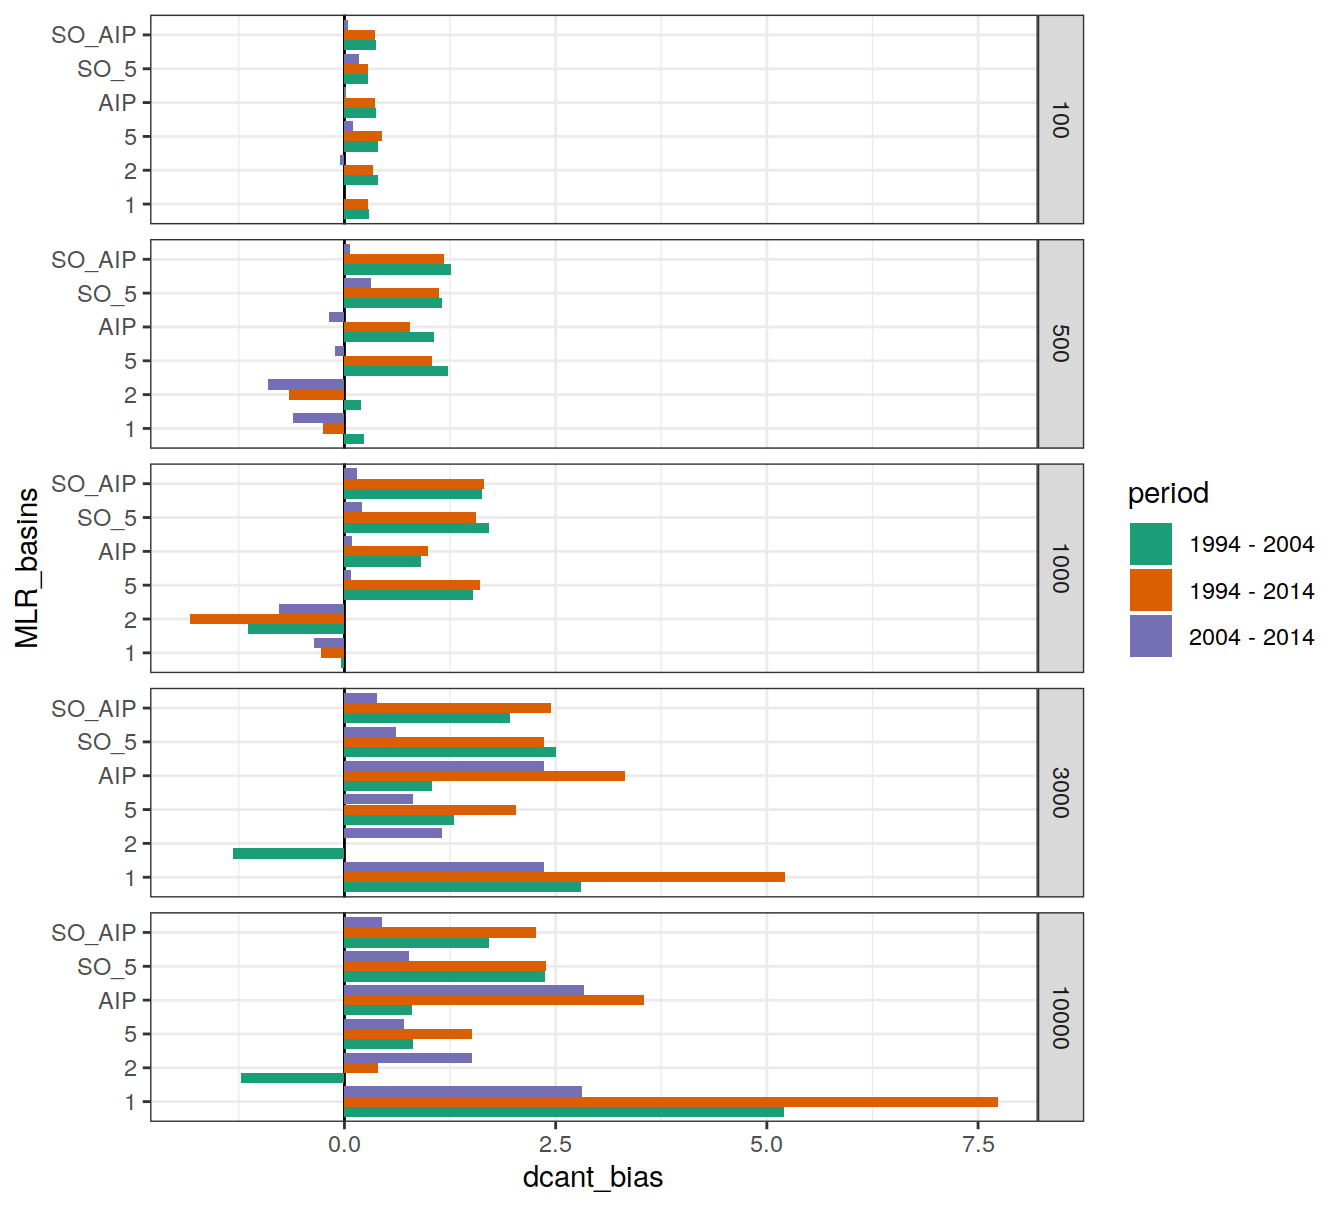 SO_AIP
SO_5
AIP
5
2
1
100
SO_AIP
SO_5
AIP
5
2
1
500
SO_AIP
SO_5
AIP
5
2
1
1000
SO_AIP
SO_5
AIP
5
2
1
3000
SO_AIP
SO_5
AIP
5
2
1
10000
0.0
2.5
5.0
7.5
dcant_bias
MLR_basins
period
1994 - 2004
1994 - 2014
2004 - 2014